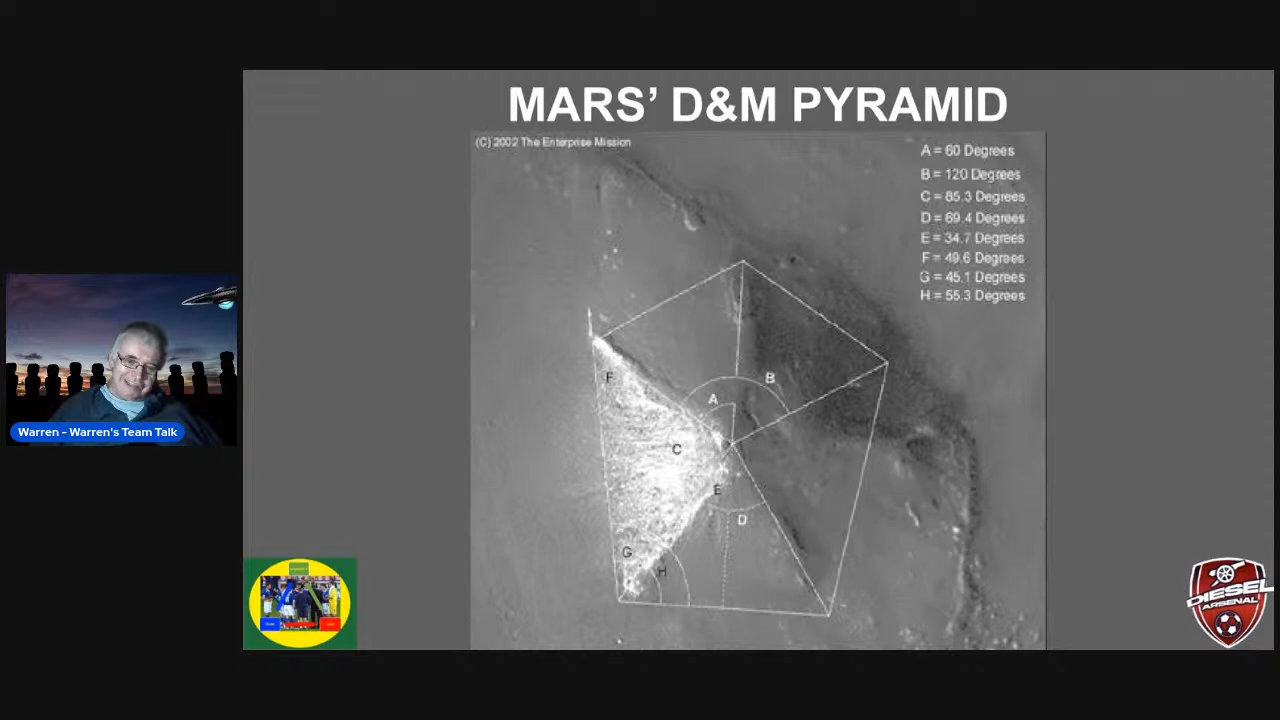 MARS’ D&M PYRAMID
(C) 2002 The Enterprise Mission
A = 60 Degrees
B = 120 Degrees
C = 85.3 Degrees
D = 69.4 Degrees
E = 34.7 Degrees
F = 49.6 Degrees
G = 45.1 Degrees
H = 55.3 Degrees
B
A
F
C
E
D
G
H
Warren – Warren's Team Talk
DIESEL
ARSENAL